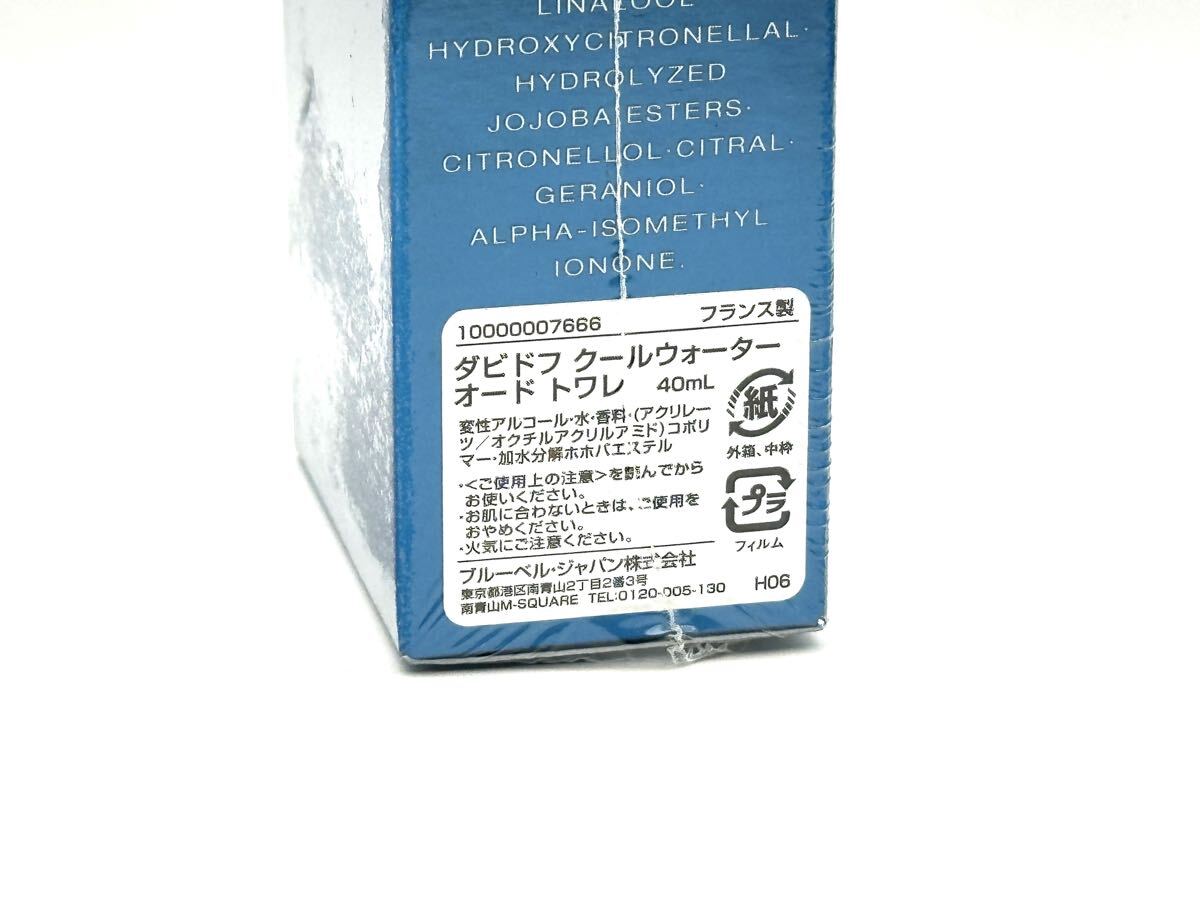 LINALOOL
HYDROXYCITRONELLAL·
HYDROLYZED
JOJOBA ESTERS·
CITRONELLOL·CITRAL·
GERANIOL·
ALPHA-ISOMETHYL
IONONE.
10000007666 フランス製
ダビドフ クールウォーター
オード トワレ 40mL
変性アルコール・水・香料・(アクリレー
ツ/オクチルアクリルアミド)コポリ
マー・加水分解ホホバエステル
紙
外箱、中枠
・<ご使用上の注意>を読んでから
お使いください。
・お肌に合わないときは、ご使用を
おやめください。
・火気にご注意ください。
プラ
フィルム
ブルーベル・ジャパン株式会社
東京都港区南青山2丁目2番3号
南青山M-SQUARE TEL:0120-005-130 H06